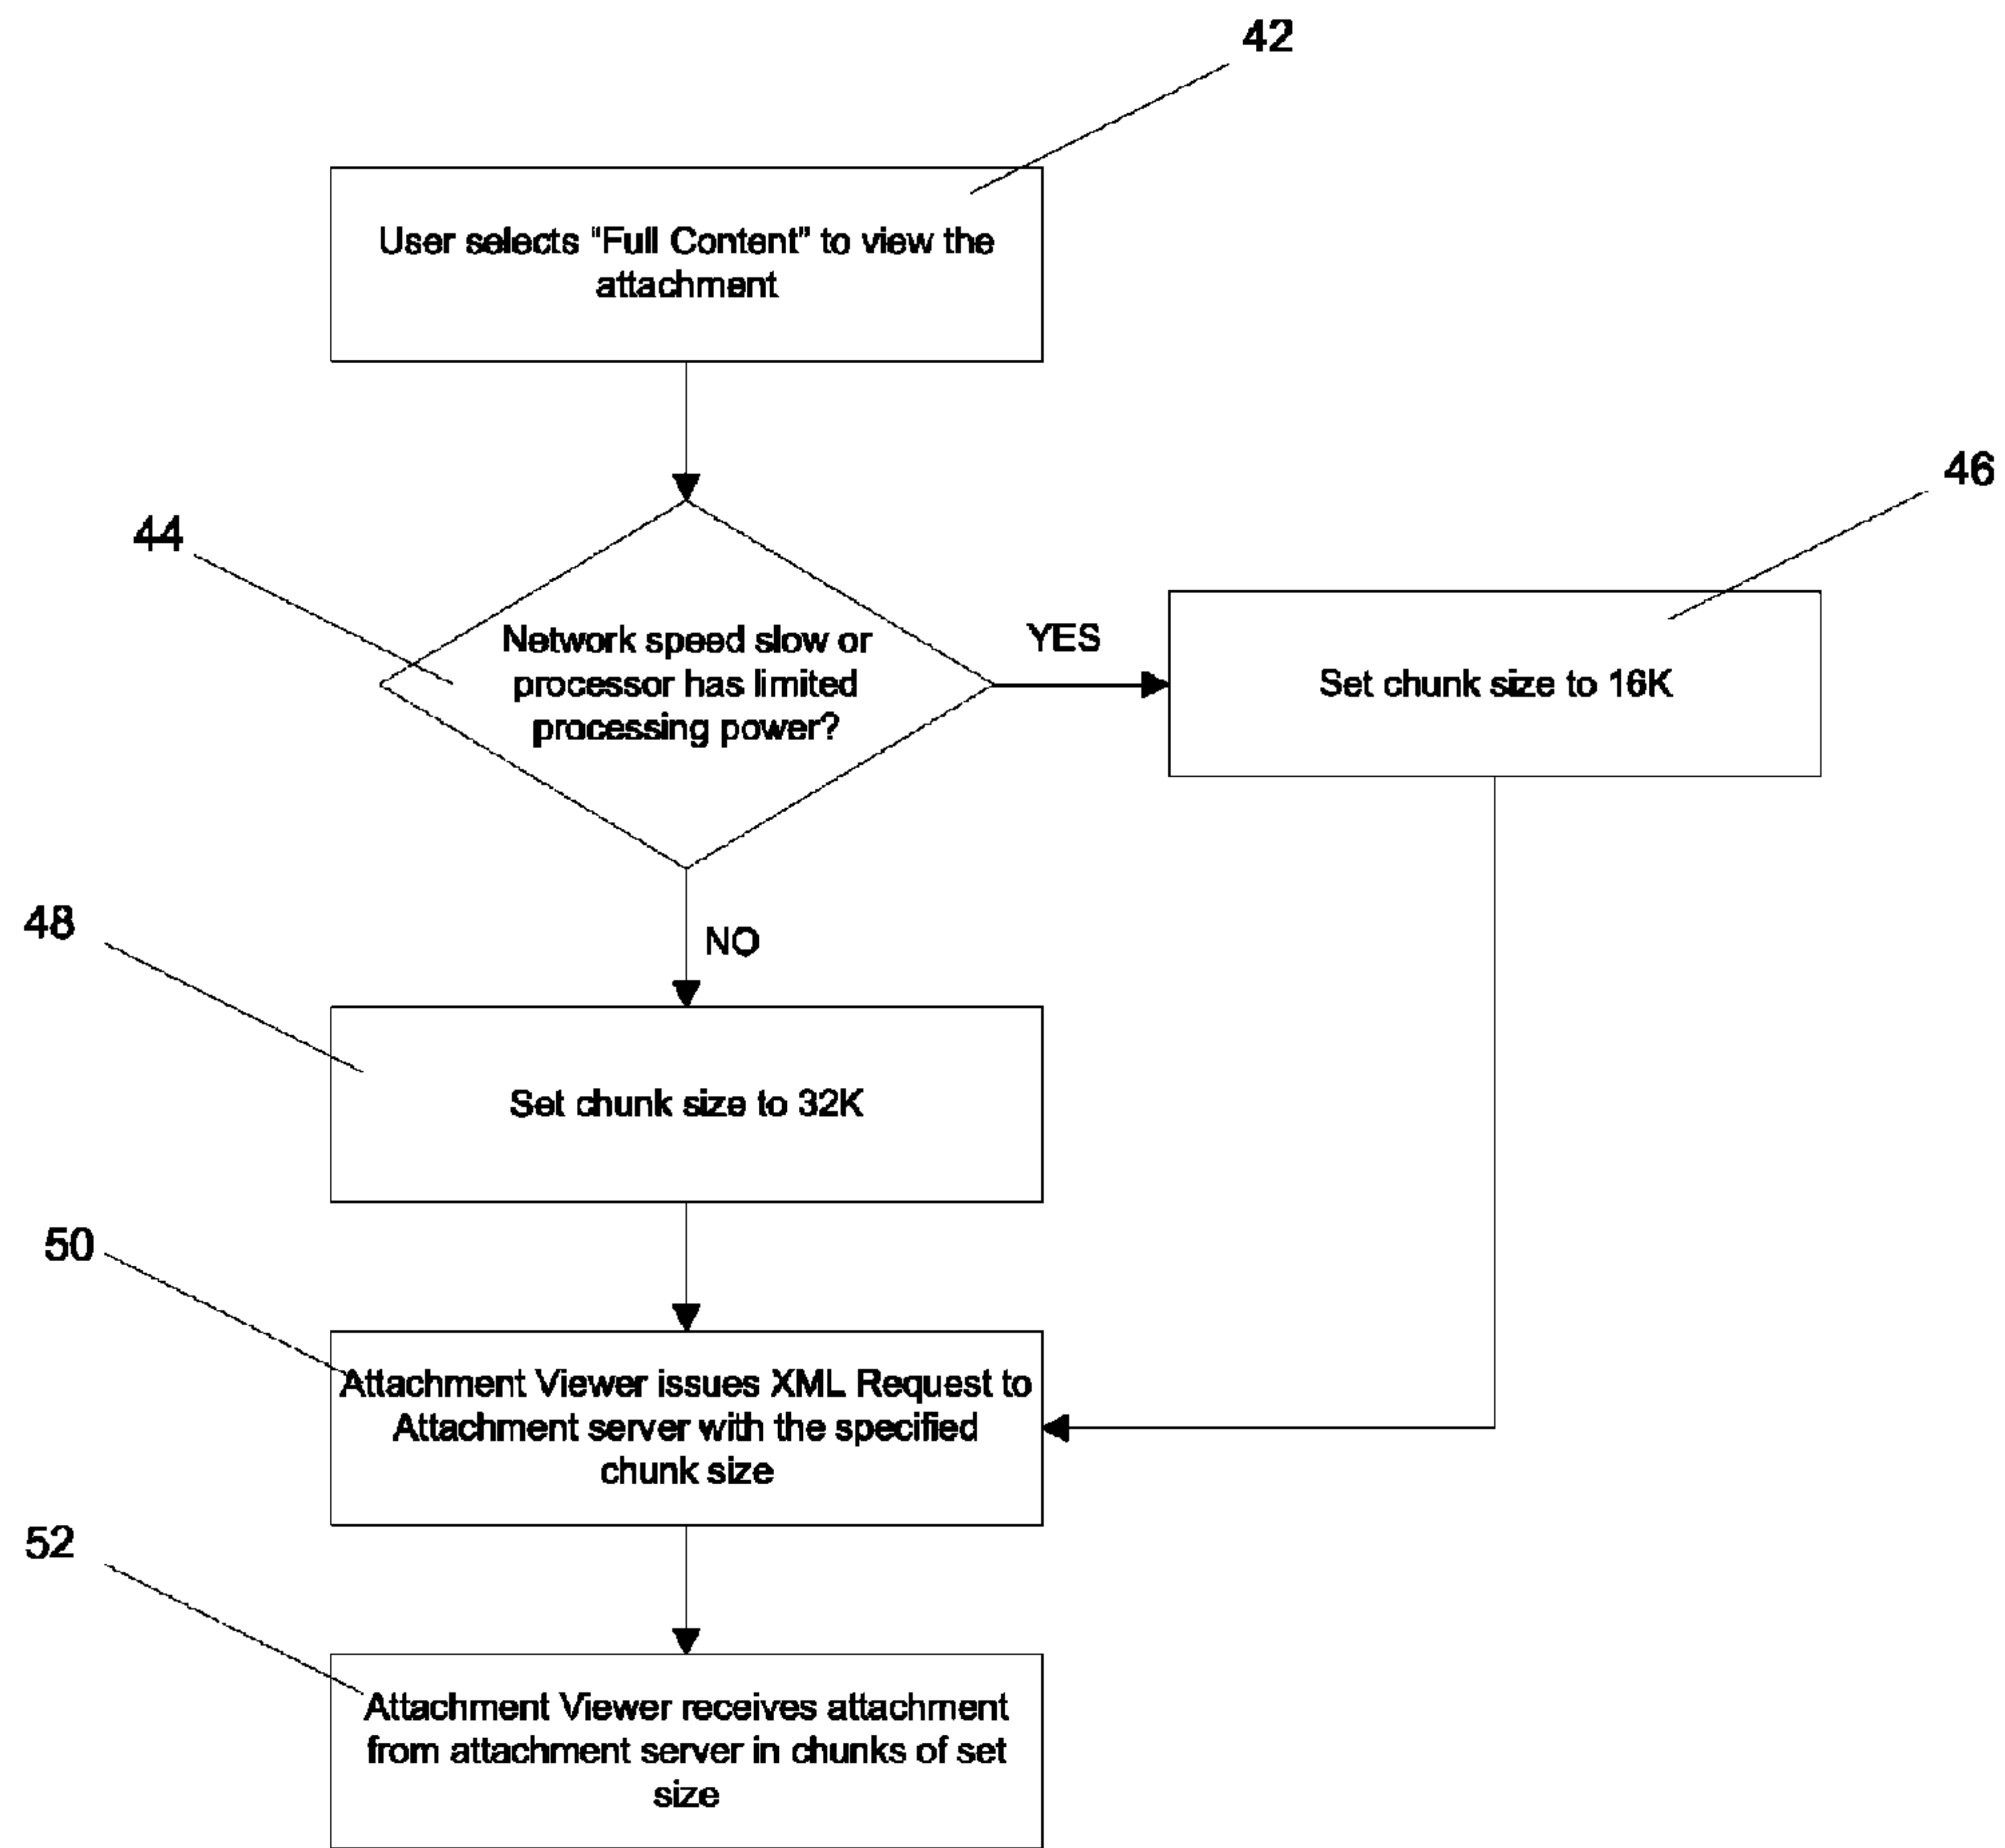 42
User selects "Full Content" to view the
attachment
44
Network speed slow or
processor has limited
processing power?
YES
46
Set chunk size to 16K
NO
48
Set chunk size to 32K
50
Attachment Viewer issues XML Request to
Attachment server with the specified
chunk size
52
Attachment Viewer receives attachment
from attachment server in chunks of set
size